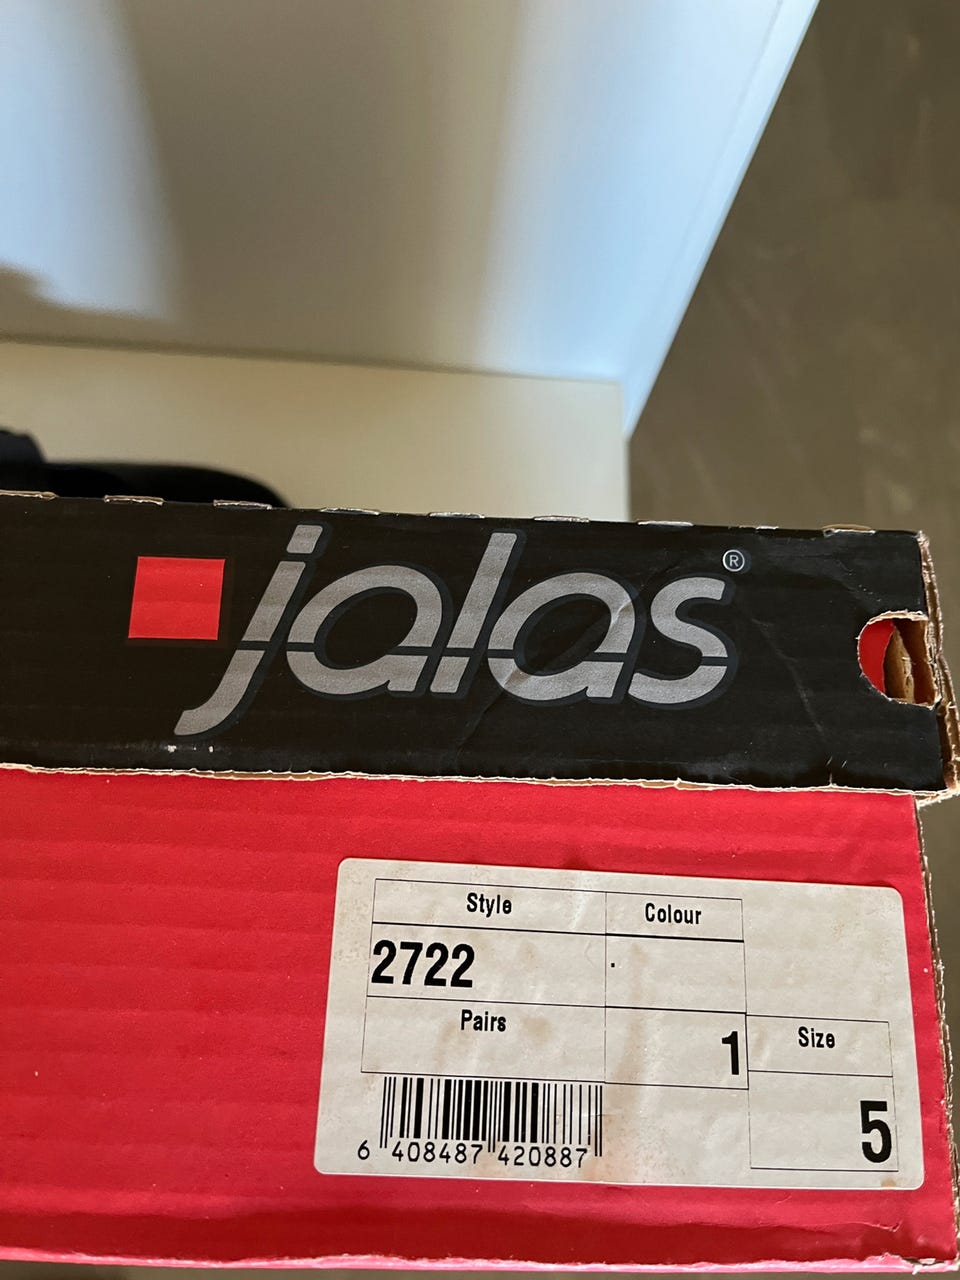 jalas®
Style Colour
2722 .
Pairs 1 Size
5
6 408487 420887